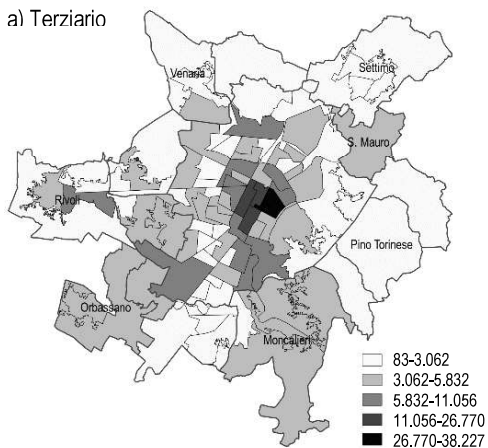 a) Terziario
Venaria
Settimo
S. Mauro
Rivoli
Pino Torinese
Orbassano
Moncalieri
83-3.062
3.062-5.832
5.832-11.056
11.056-26.770
26.770-38.227